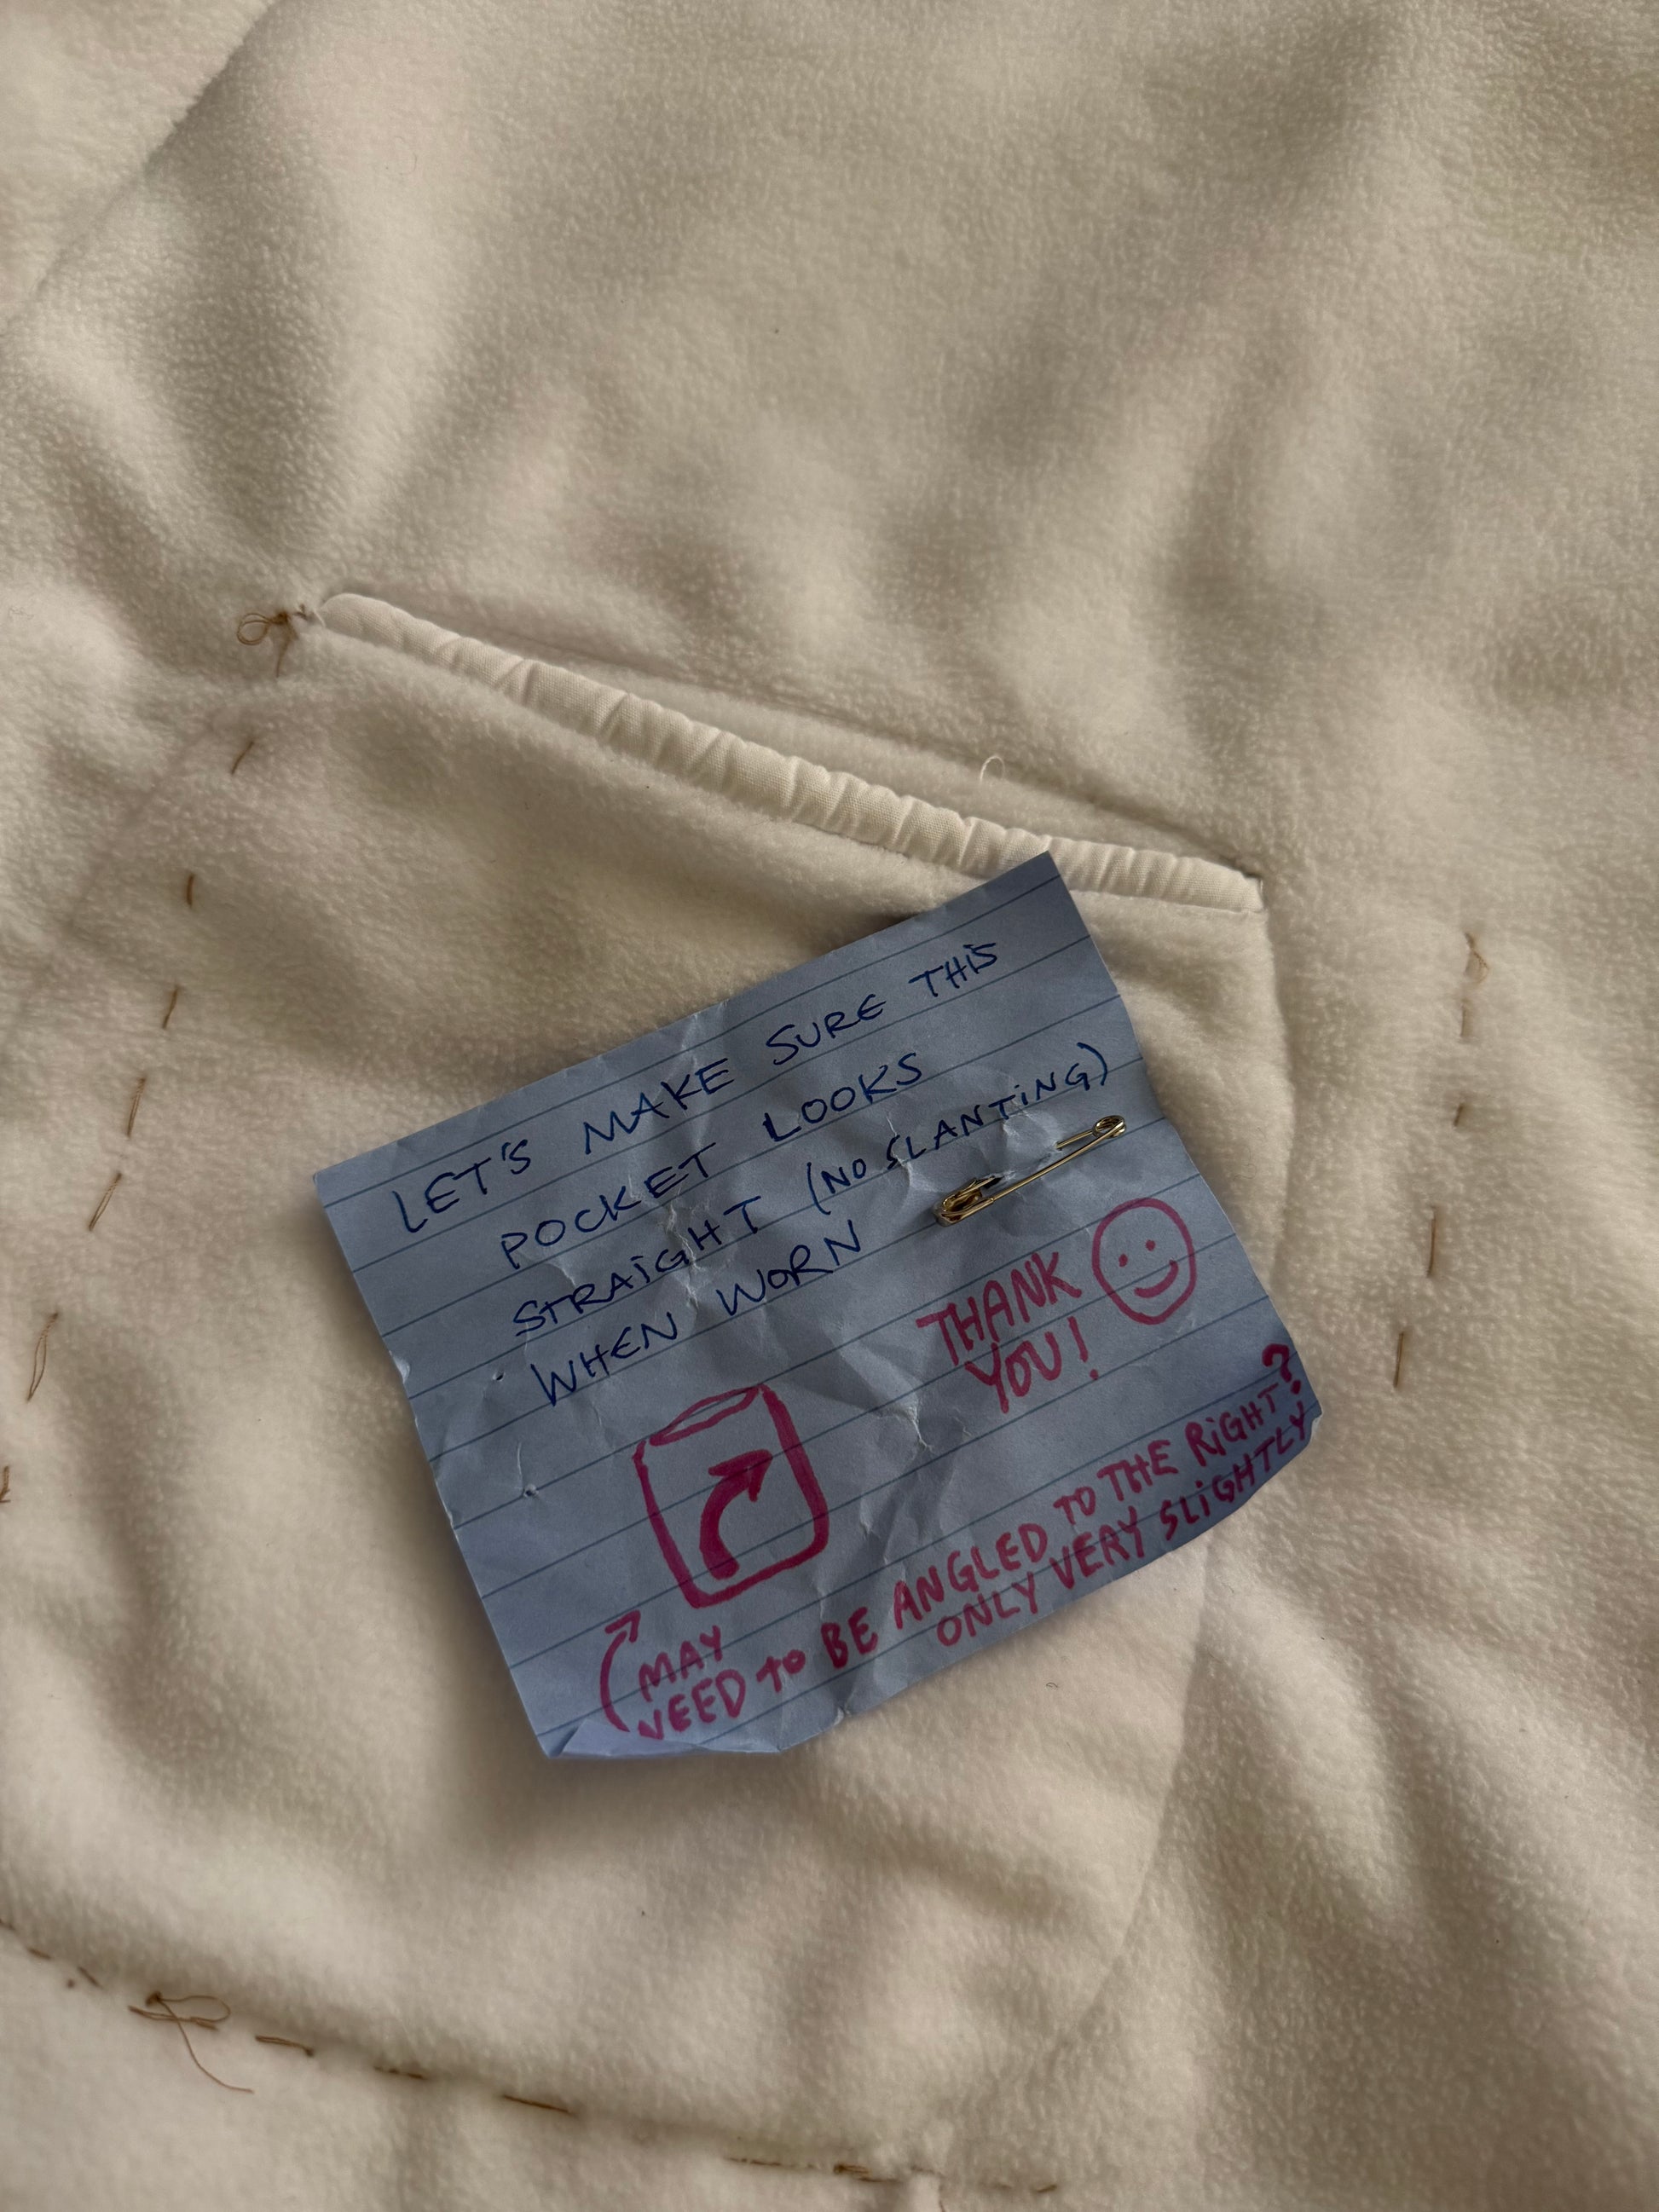 LET'S MAKE SURE THIS
POCKET LOOKS
STRAIGHT (NO SLANTING)
WHEN WORN
THANK
YOU!
MAY
NEED TO BE ANGLED TO THE RIGHT?
ONLY VERY SLIGHTLY